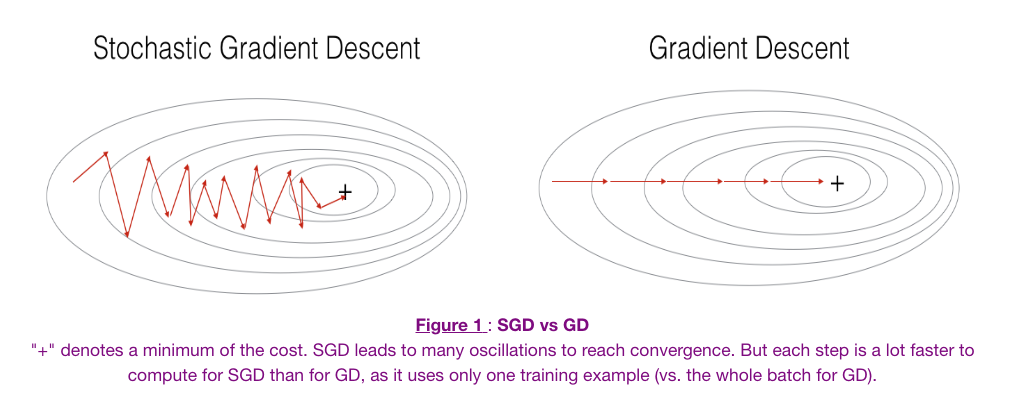 Stochastic Gradient Descent
Gradient Descent
+
+
Figure 1 : SGD vs GD
"+" denotes a minimum of the cost. SGD leads to many oscillations to reach convergence. But each step is a lot faster to
compute for SGD than for GD, as it uses only one training example (vs. the whole batch for GD).